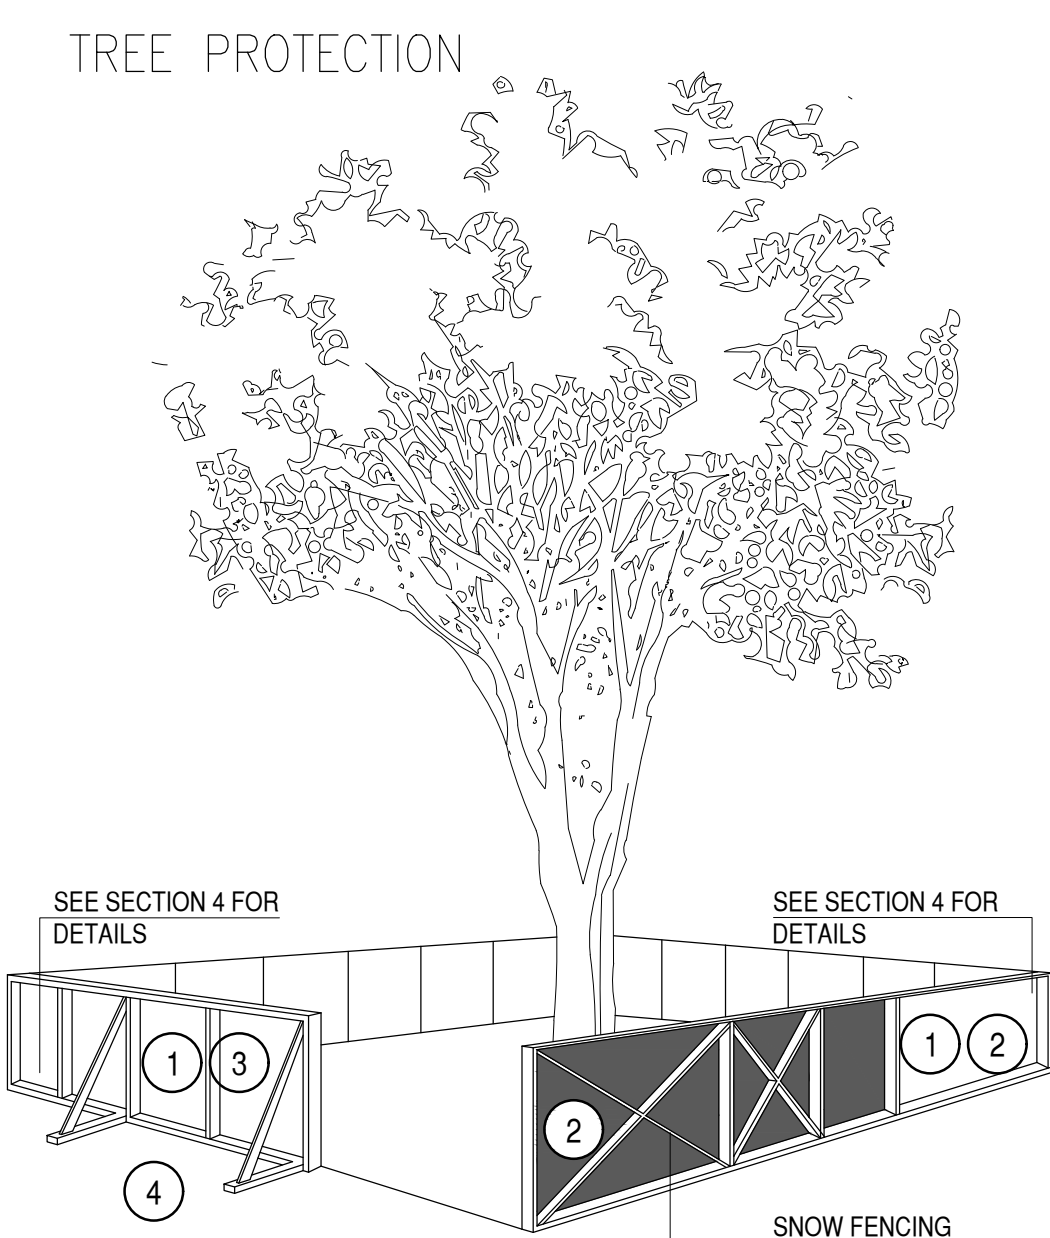 TREE PROTECTION
SEE SECTION 4 FOR
DETAILS
SEE SECTION 4 FOR
DETAILS
1 3
1 2
2
4
SNOW FENCING